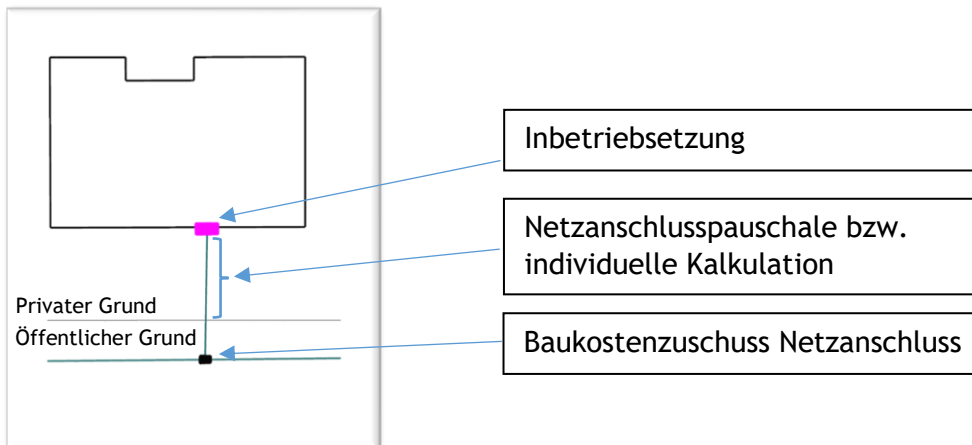 Inbetriebsetzung
Netzanschlusspauschale bzw.
individuelle Kalkulation
Privater Grund
Öffentlicher Grund
Baukostenzuschuss Netzanschluss